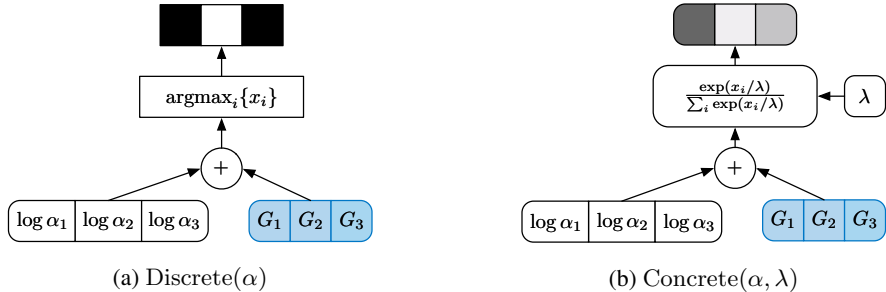 argmax_i{x_i}
exp(x_i/λ)
∑_i exp(x_i/λ)
λ
+
+
log α_1 log α_2 log α_3
G_1 G_2 G_3
log α_1 log α_2 log α_3
G_1 G_2 G_3
(a) Discrete(α)
(b) Concrete(α, λ)